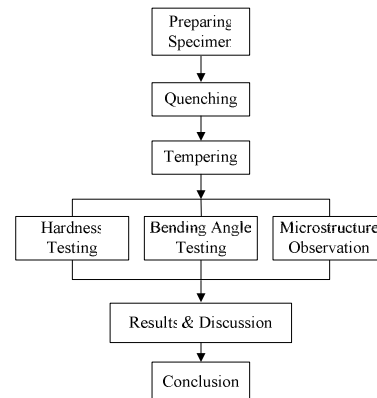 Preparing
Specimen
Quenching
Tempering
Hardness
Testing
Bending Angle
Testing
Microstructure
Observation
Results & Discussion
Conclusion